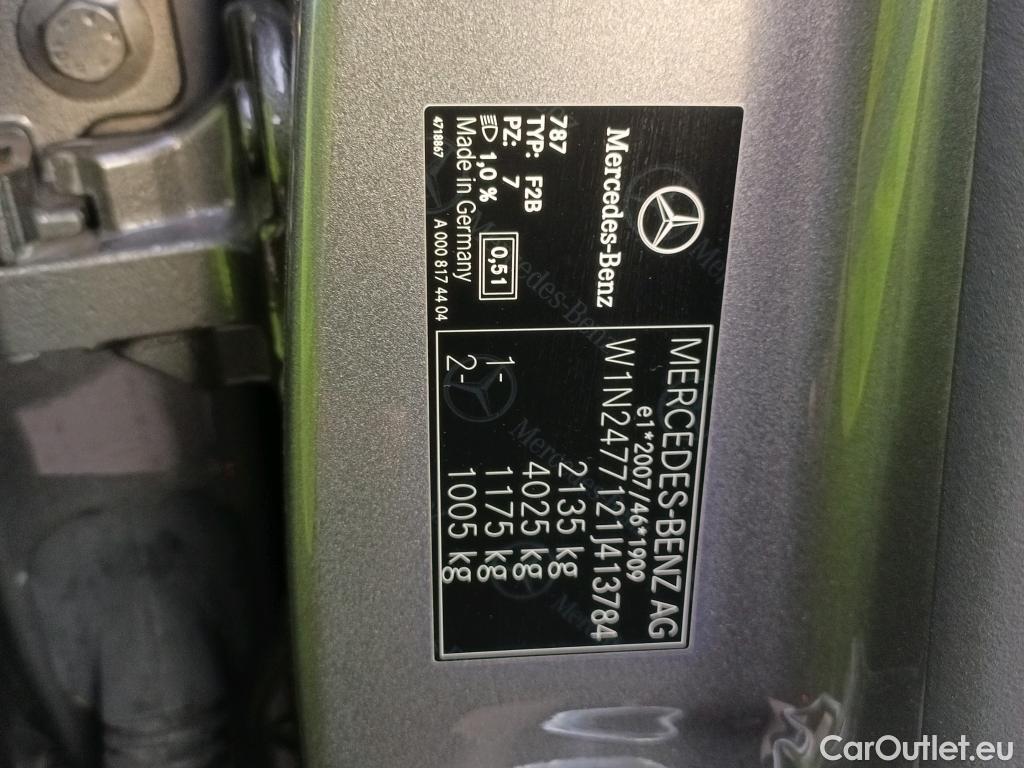 Mercedes-Benz
787
TYP: F2B
PZ: 7
1,0 %
0,51
Made in Germany
4718867
A 000 817 44 04
MERCEDES-BENZ AG
e1*2007/46*1909
W1N2477121J413784
2135 kg
4025 kg
1- 1175 kg
2- 1005 kg
CarOutlet.eu